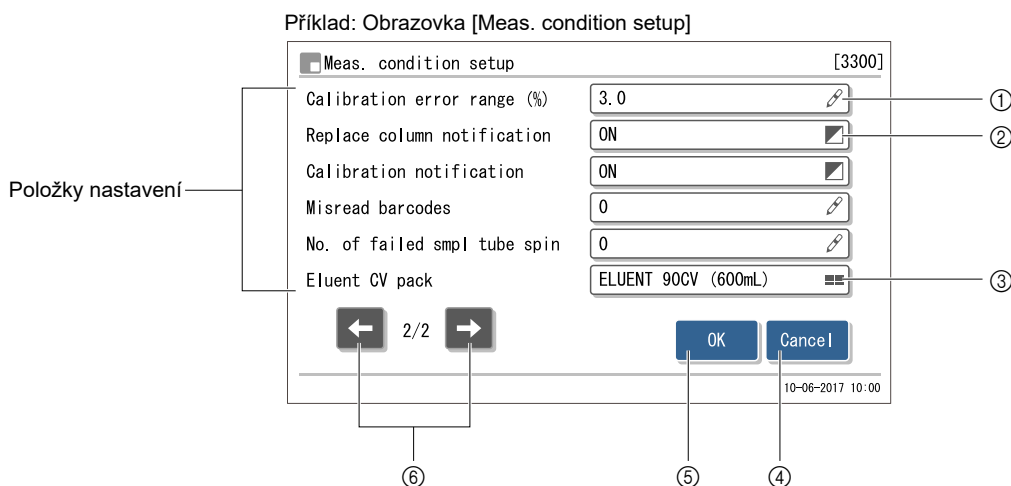 Příklad: Obrazovka [Meas. condition setup]
Meas. condition setup [3300]
Calibration error range (%) 3.0 ①
Replace column notification ON ②
Calibration notification ON
Položky nastavení
Misread barcodes 0
No. of failed smpl tube spin 0
Eluent CV pack ELUENT 90CV (600mL) ③
2/2 OK Cancel
10-06-2017 10:00
⑥ ⑤ ④